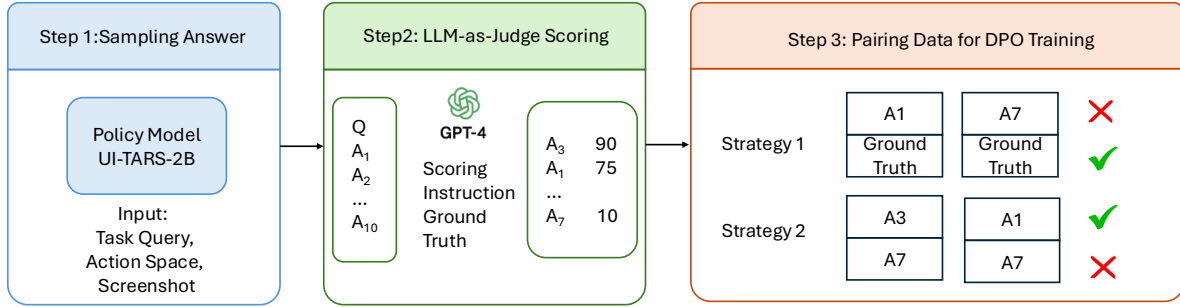 Step 1:Sampling Answer
Policy Model
UI-TARS-2B
Input:
Task Query,
Action Space,
Screenshot
Step2: LLM-as-Judge Scoring
Q
A1
A2
...
A10
GPT-4
Scoring
Instruction
Ground
Truth
A3 90
A1 75
...
A7 10
Step 3: Pairing Data for DPO Training
Strategy 1
A1
Ground
Truth
A7
Ground
Truth
Strategy 2
A3
A7
A1
A7